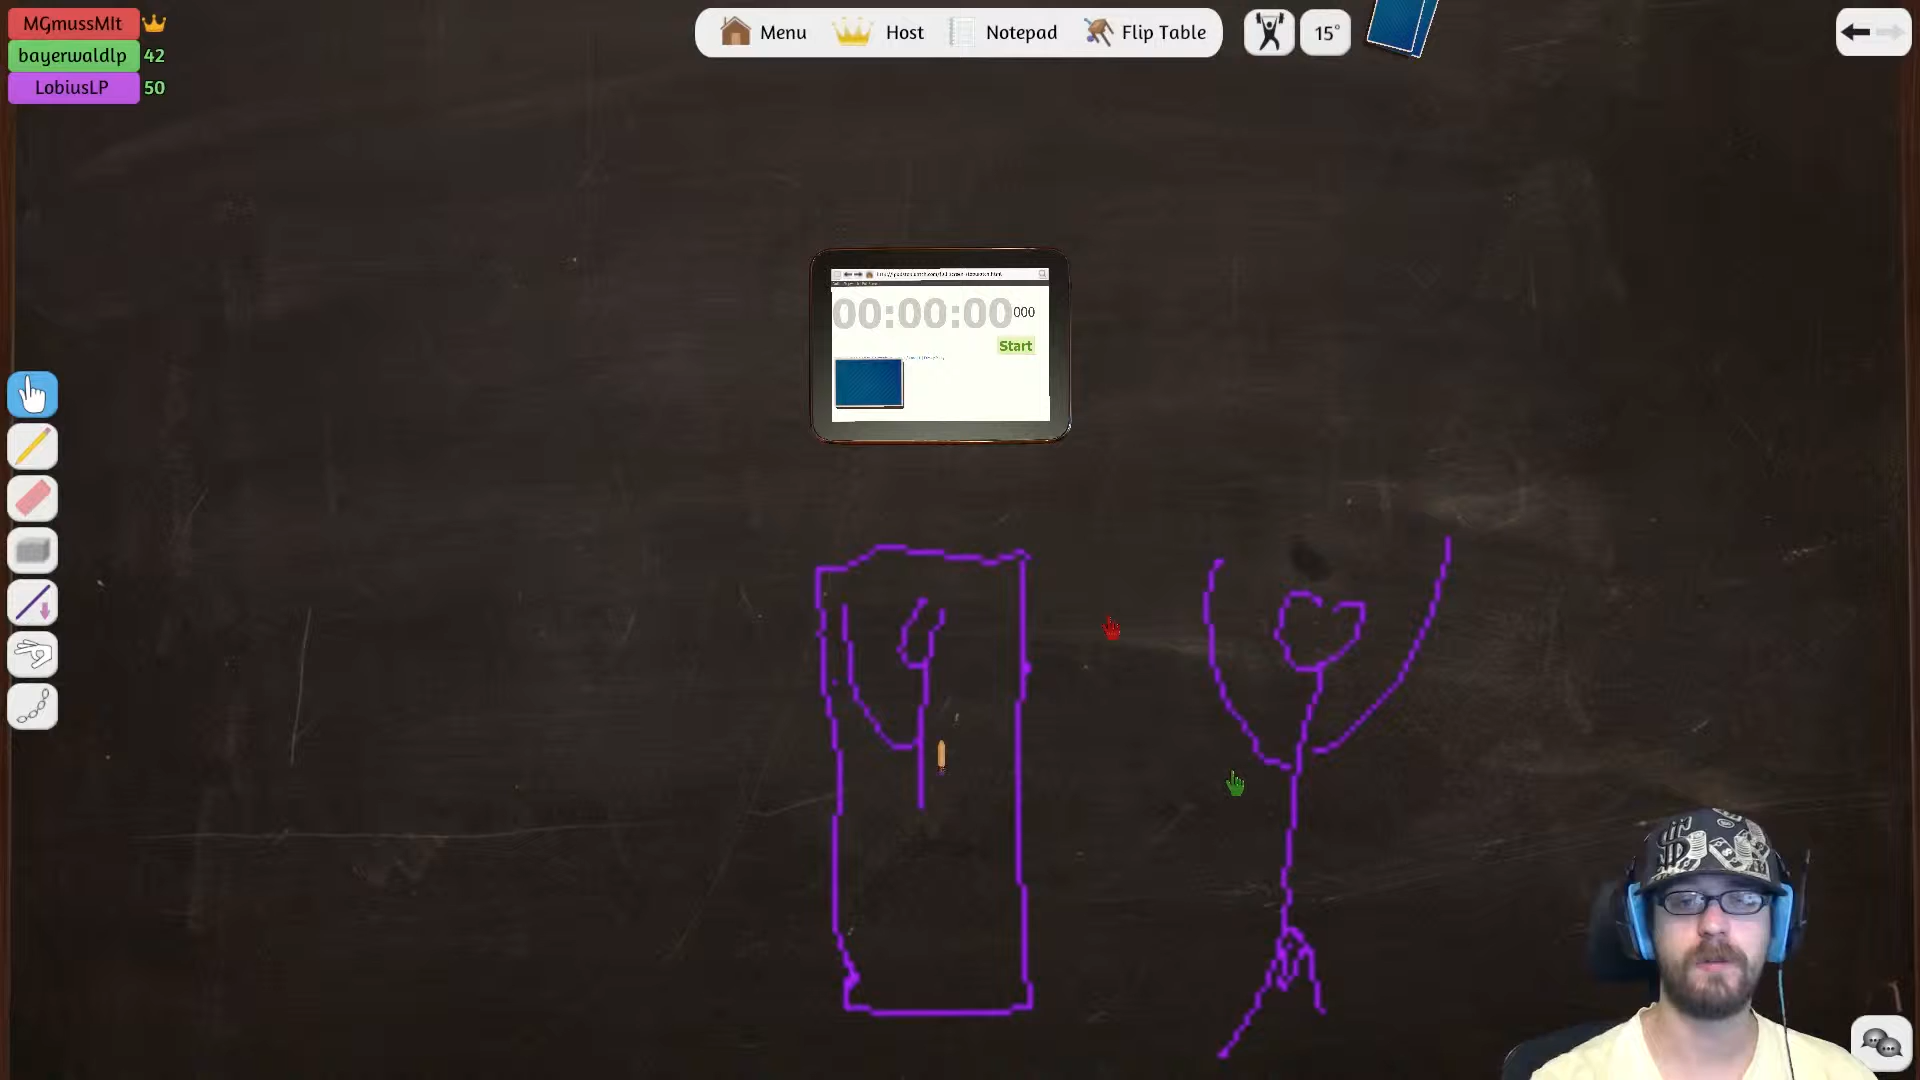 MGmussMIt
bayerwaldlp 42
LobiusLP 50
Menu Host Notepad Flip Table 15°
00:00:00 000
Start